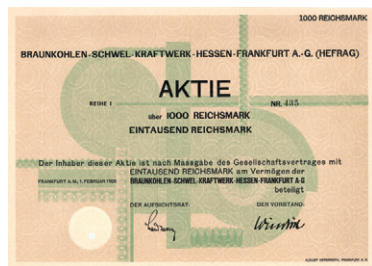 1000 REICHSMARK
BRAUNKOHLEN-SCHWEL-KRAFTWERK-HESSEN-FRANKFURT A.-G. (HEFRAG)
AKTIE
REIHE I NR. 435
über 1000 REICHSMARK
EINTAUSEND REICHSMARK
Der Inhaber dieser Aktie ist nach Massgabe des Gesellschaftsvertrages mit
EINTAUSEND REICHSMARK am Vermögen der
FRANKFURT A. M., 1. FEBRUAR BRAUNKOHLEN-SCHWEL-KRAFTWERK-HESSEN-FRANKFURT A-G
beteiligt
DER AUFSICHTSRAT: DER VORSTAND: